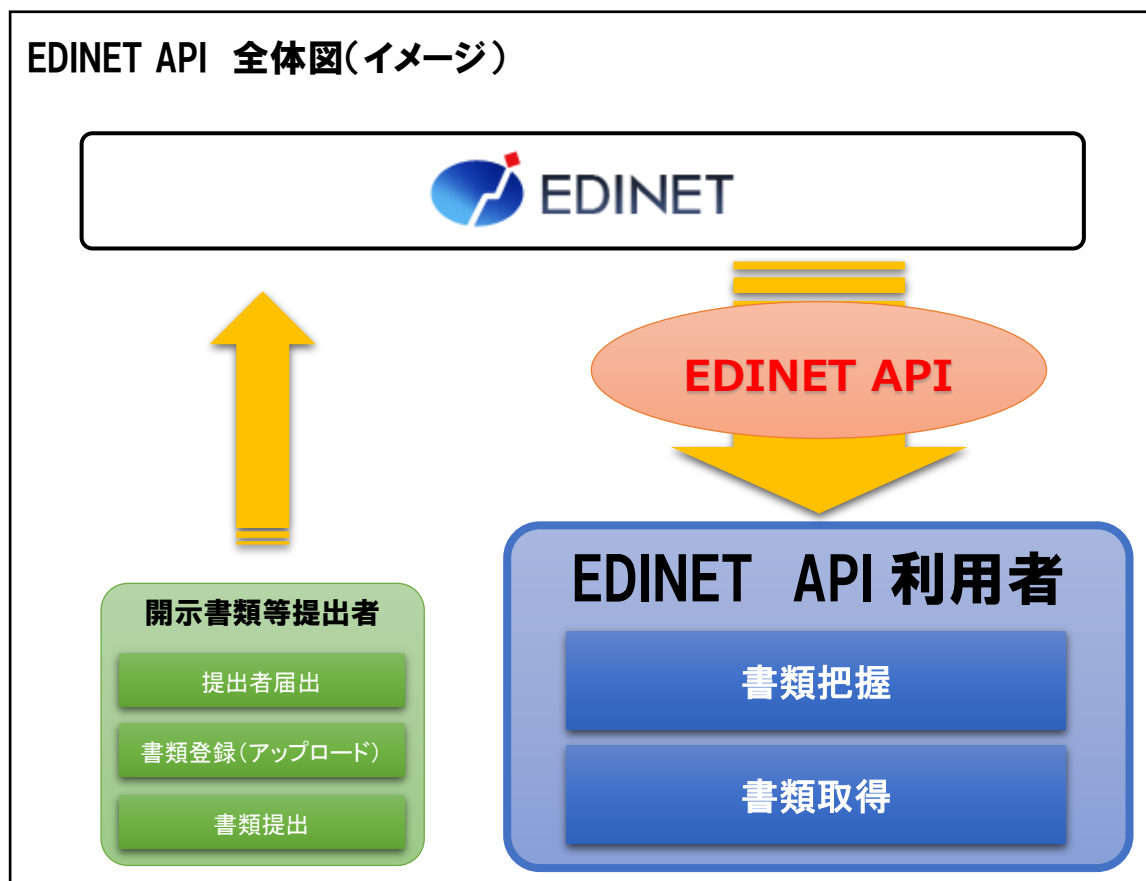 EDINET API 全体図(イメージ)
EDINET
EDINET API
開示書類等提出者
提出者届出
書類登録(アップロード)
書類提出
EDINET API 利用者
書類把握
書類取得